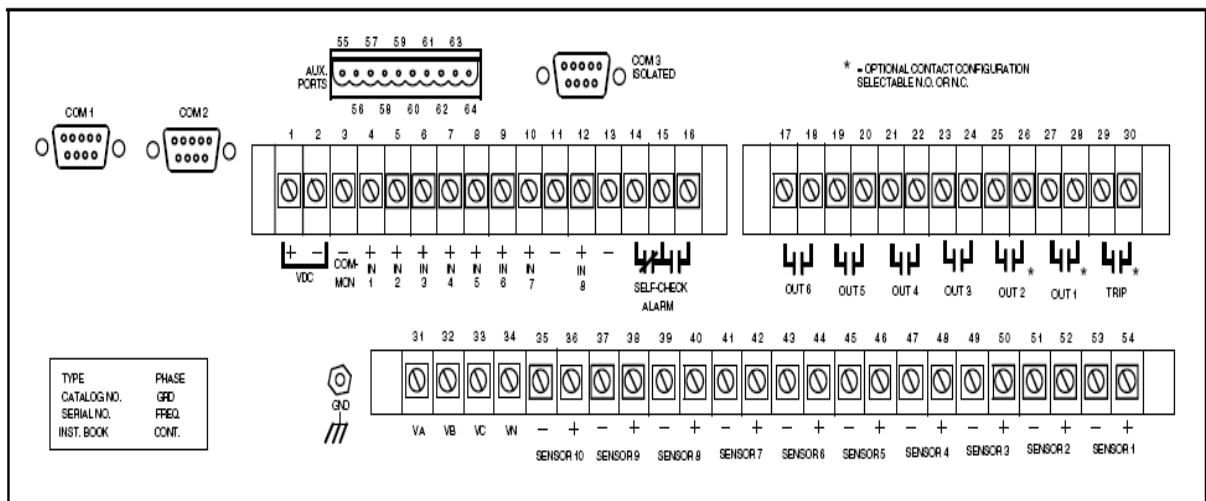 55 57 59 61 63
AUX. PORTS
56 58 60 62 64
COM 3
ISOLATED
* = OPTIONAL CONTACT CONFIGURATION
SELECTABLE N.O. OR N.C.
COM 1
COM 2
1 2 3 4 5 6 7 8 9 10 11 12 13 14 15 16
17 18 19 20 21 22 23 24 25 26 27 28 29 30
+ − − + + + + + + + − + −
VDC
COM-
MON
IN 1
IN 2
IN 3
IN 4
IN 5
IN 6
IN 7
IN 8
SELF-CHECK
ALARM
OUT 6
OUT 5
OUT 4
OUT 3
OUT 2 *
OUT 1 *
TRIP *
31 32 33 34 35 36 37 38 39 40 41 42 43 44 45 46 47 48 49 50 51 52 53 54
GND
VA VB VC VN − + − + − + − + − + − + − + − + − + − +
SENSOR 10 SENSOR 9 SENSOR 8 SENSOR 7 SENSOR 6 SENSOR 5 SENSOR 4 SENSOR 3 SENSOR 2 SENSOR 1
TYPE PHASE
CATALOG NO. GRD
SERIAL NO. FREQ.
INST. BOOK CONT.